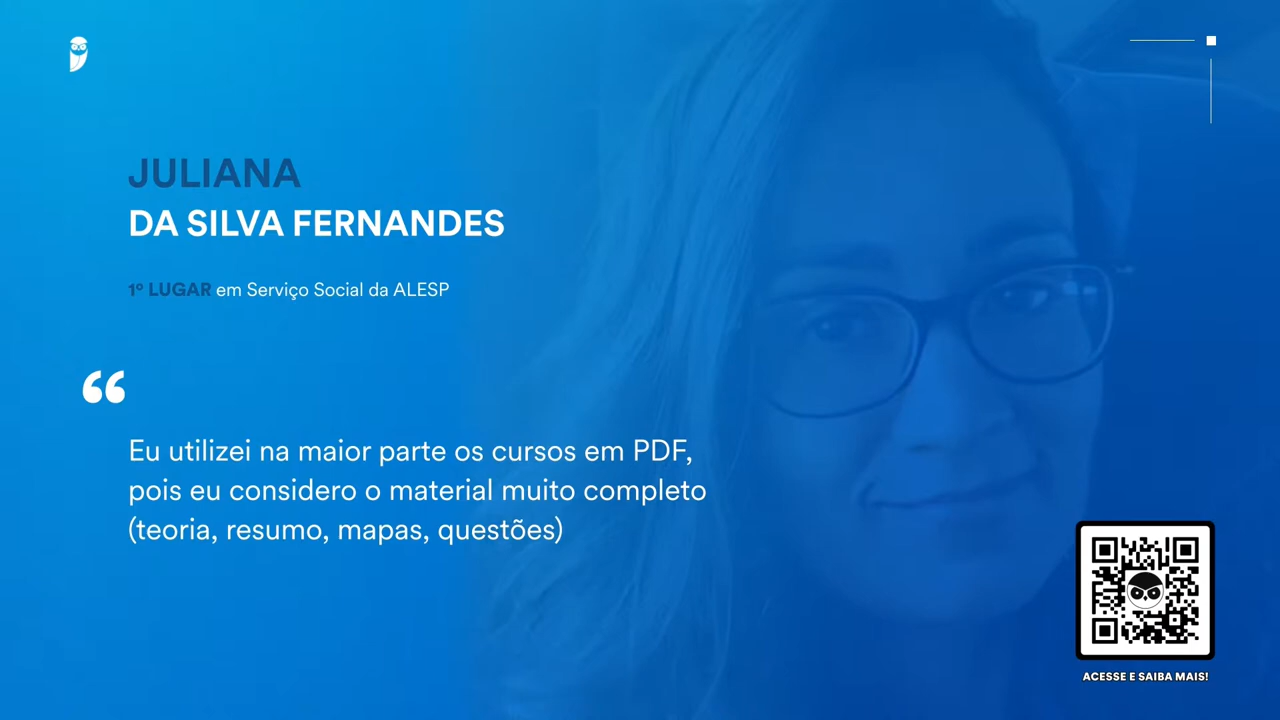 JULIANA
DA SILVA FERNANDES
1º LUGAR em Serviço Social da ALESP
“
Eu utilizei na maior parte os cursos em PDF,
pois eu considero o material muito completo
(teoria, resumo, mapas, questões)
ACESSE E SAIBA MAIS!